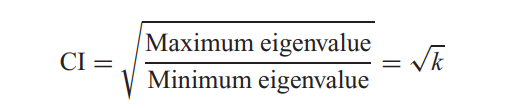 CI = √(Maximum eigenvalue / Minimum eigenvalue) = √k